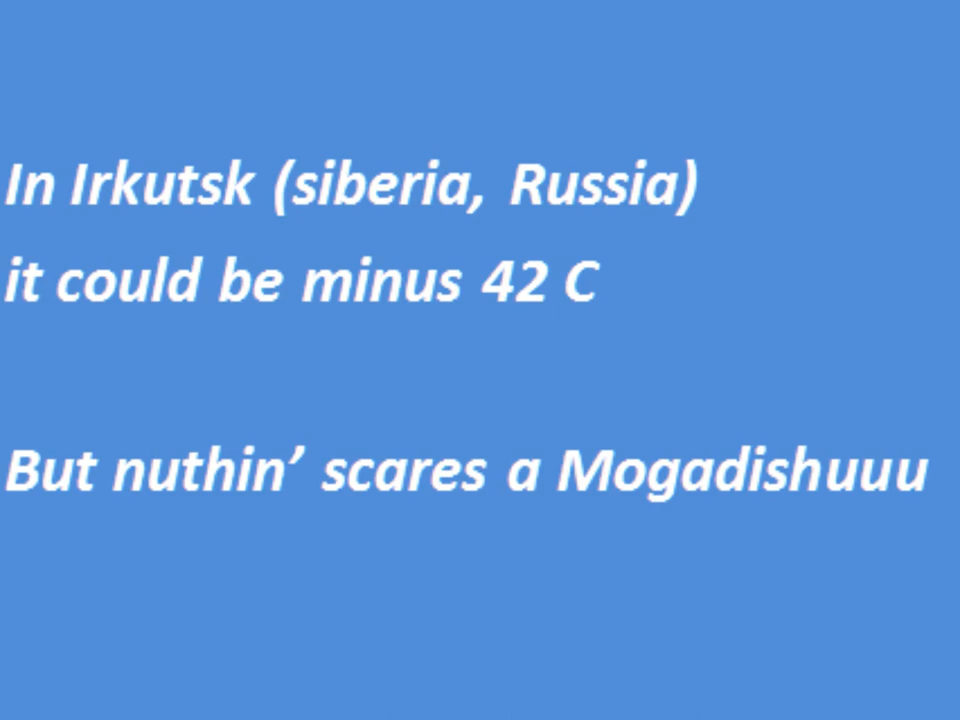 In Irkutsk (siberia, Russia)
it could be minus 42 C
But nuthin’ scares a Mogadishuuu